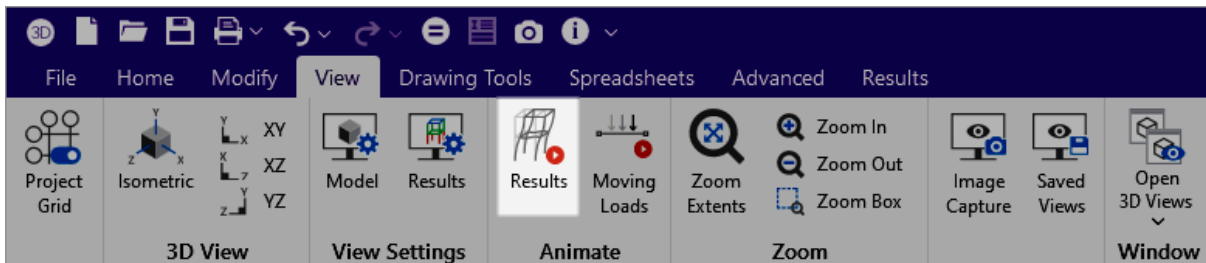 3D
File Home Modify View Drawing Tools Spreadsheets Advanced Results
Project Grid
Y
Z X
Isometric
Y
X XY
X
Z XZ
Y
Z YZ
Model
Results
Results
Moving Loads
Zoom Extents
Zoom In
Zoom Out
Zoom Box
Image Capture
Saved Views
Open 3D Views
3D View View Settings Animate Zoom Window